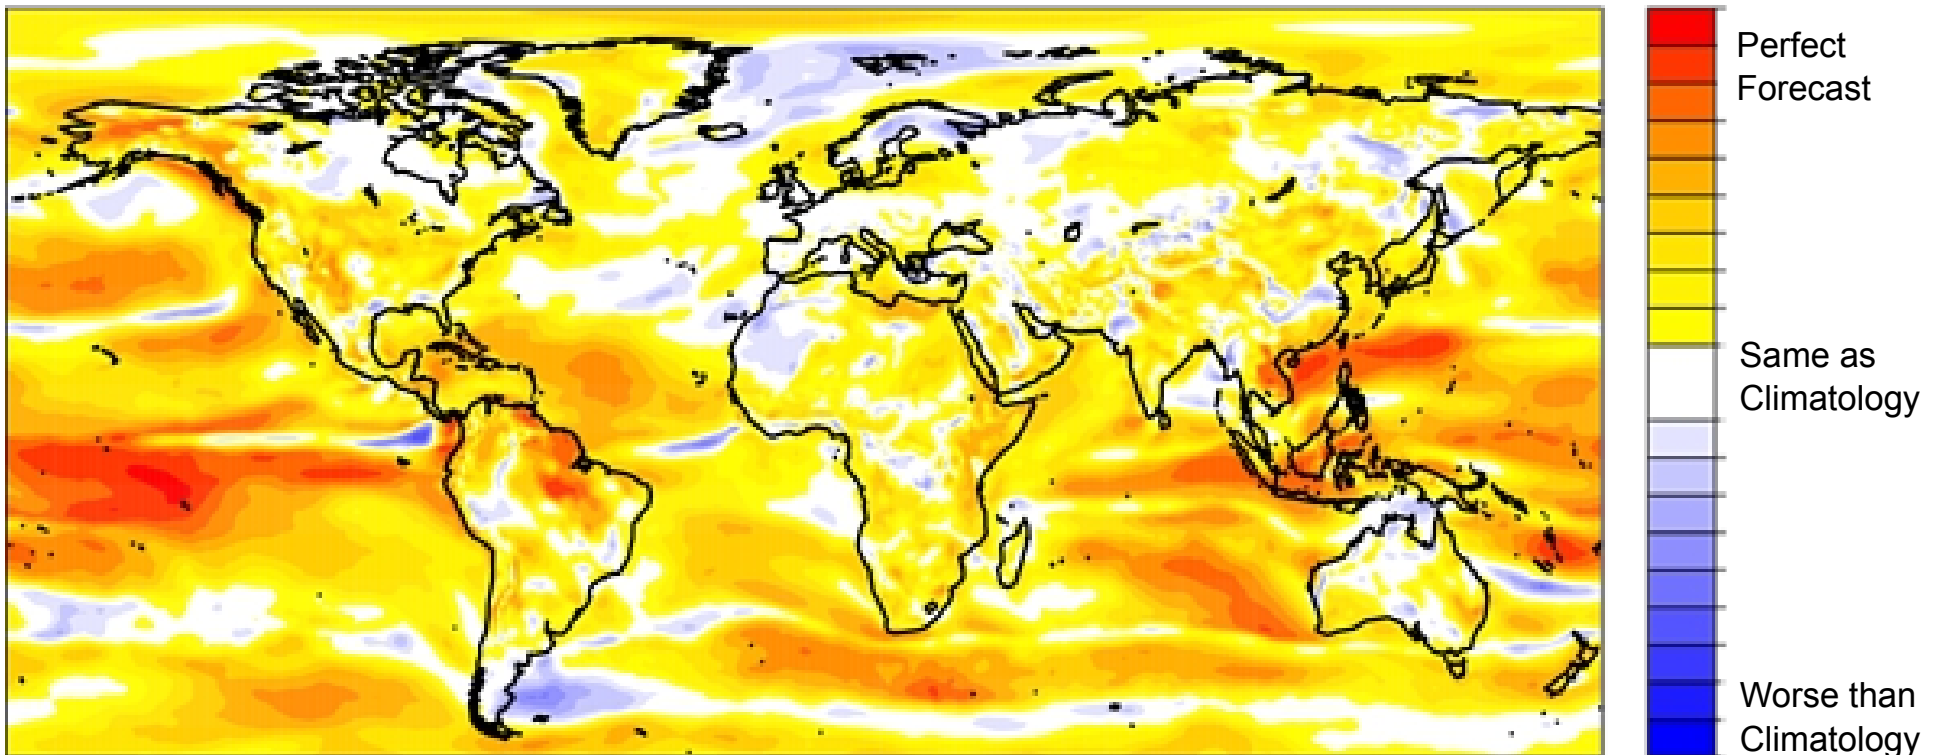 Perfect
Forecast
Same as
Climatology
Worse than
Climatology